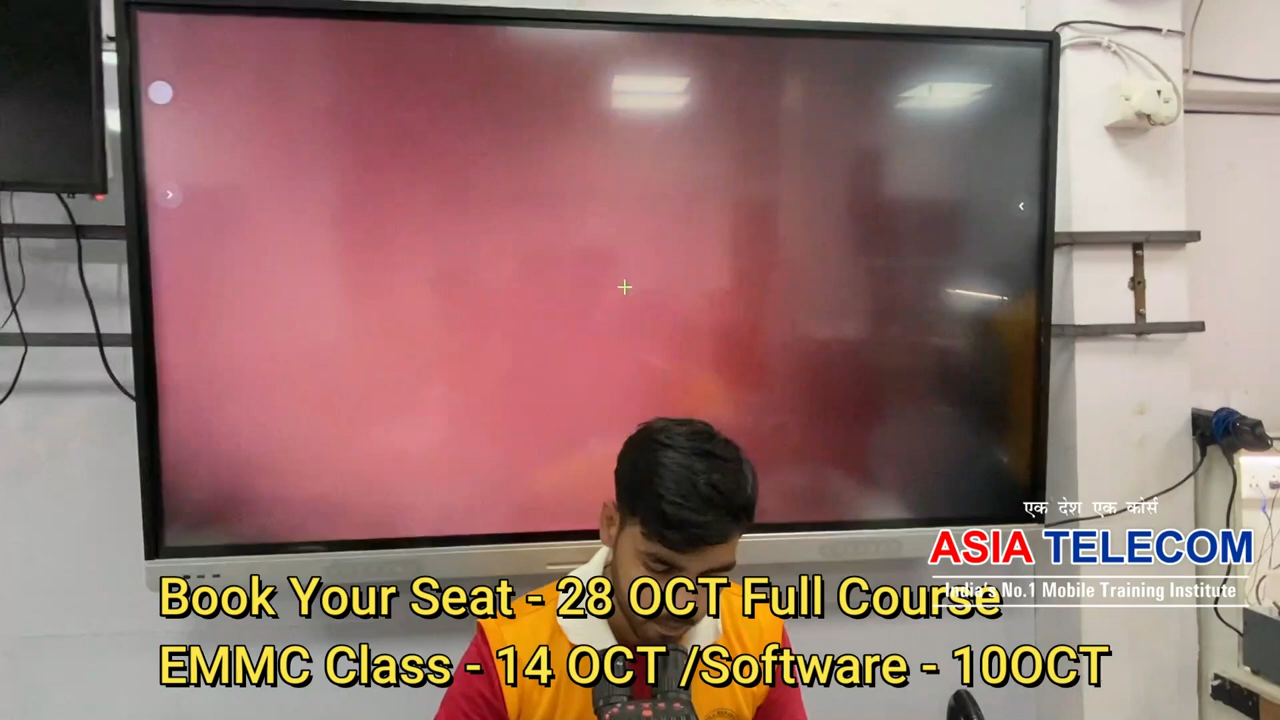 एक देश एक कोर्स
ASIA TELECOM
India's No.1 Mobile Training Institute
Book Your Seat - 28 OCT Full Course
EMMC Class - 14 OCT /Software - 10OCT